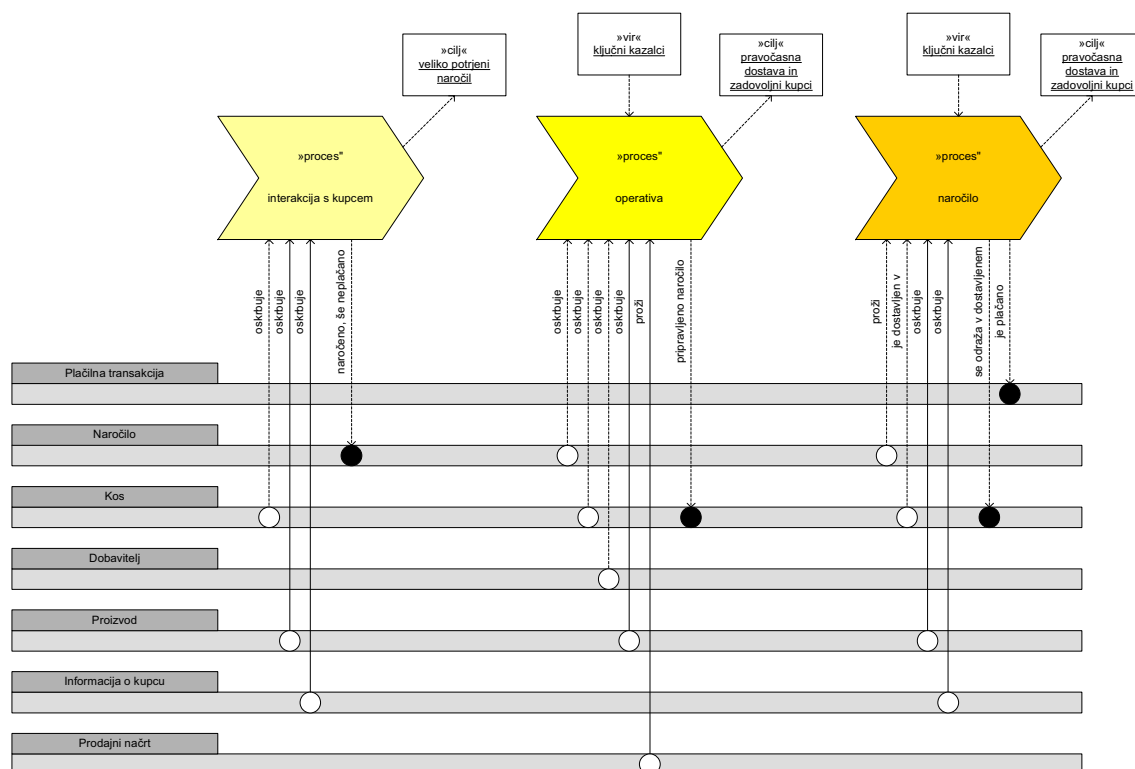 »cilj«
veliko potrjeni
naročil
»vir«
ključni kazalci
»cilj«
pravočasna
dostava in
zadovoljni kupci
»vir«
ključni kazalci
»cilj«
pravočasna
dostava in
zadovoljni kupci
»proces"
interakcija s kupcem
»proces"
operativa
»proces"
naročilo
oskrbuje
oskrbuje
oskrbuje
naročeno, še neplačano
oskrbuje
oskrbuje
oskrbuje
oskrbuje
proži
pripravljeno naročilo
proži
je dostavljen v
oskrbuje
oskrbuje
se odraža v dostavljenem
je plačano
Plačilna transakcija
Naročilo
Kos
Dobavitelj
Proizvod
Informacija o kupcu
Prodajni načrt